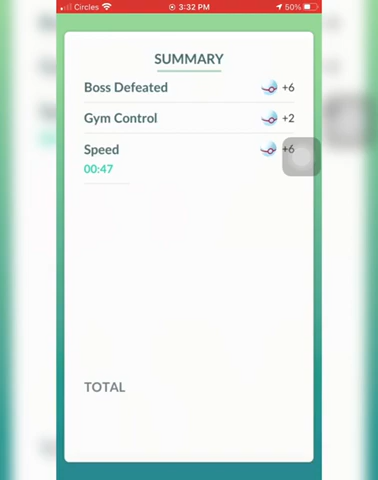 Circles 3:32 PM 50%
SUMMARY
Boss Defeated +6
Gym Control +2
Speed +6
00:47
TOTAL